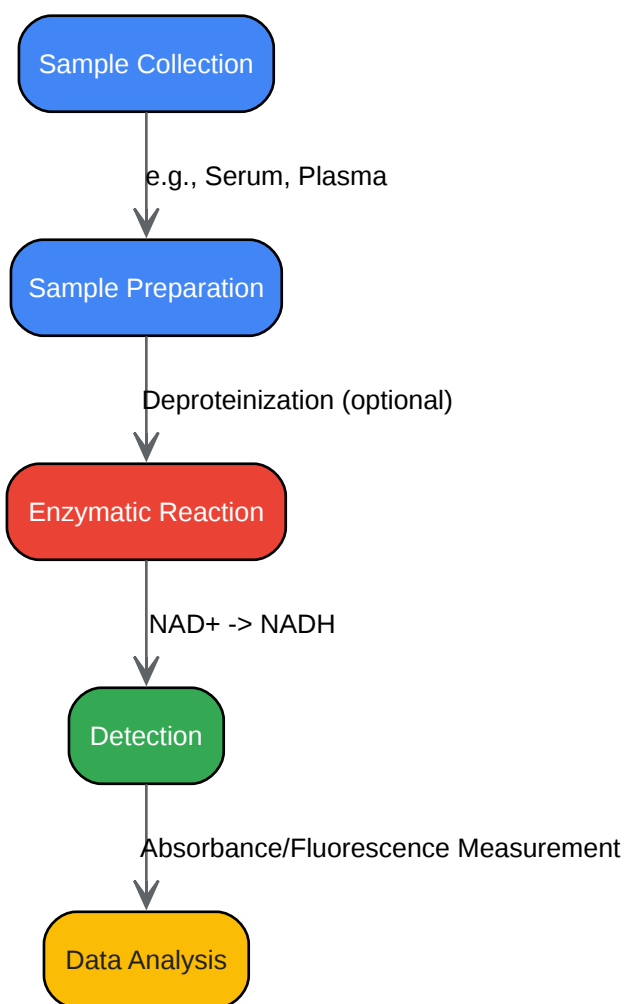 Sample Collection
e.g., Serum, Plasma
Sample Preparation
Deproteinization (optional)
Enzymatic Reaction
NAD+ -> NADH
Detection
Absorbance/Fluorescence Measurement
Data Analysis